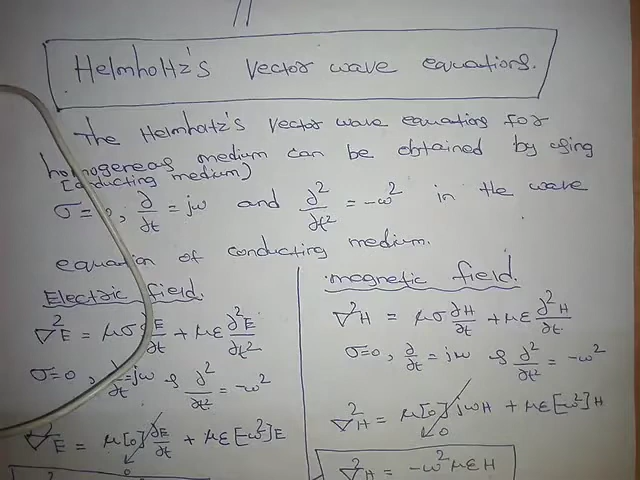 Helmholtz's vector wave equations.
The Helmhotz's vector wave equations for
homogereas medium can be obtained by using
[conducting medium)
σ=0, ∂/∂t = jω and ∂²/∂t² = -ω² in the wave
equation of conducting medium.
Electric field.
∇²E = μσ ∂E/∂t + με ∂²E/∂t²
σ=0, ∂/∂t = jω & ∂²/∂t² = -ω²
∇²E = μ[0] ∂E/∂t + με[-ω²]E
0
magnetic field.
∇²H = μσ ∂H/∂t + με ∂²H/∂t²
σ=0, ∂/∂t = jω & ∂²/∂t² = -ω²
∇²H = μ[0] jωH + με[-ω²]H
0
∇²H = -ω²μεH